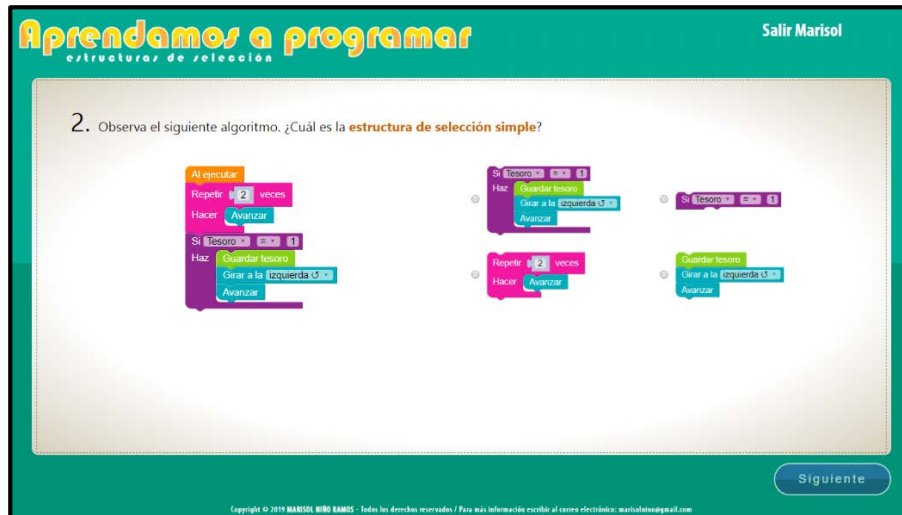 Aprendamos a programar
estructuras de selección
Salir Marisol
2. Observa el siguiente algoritmo. ¿Cuál es la estructura de selección simple?
Al ejecutar
Repetir 2 veces
Hacer Avanzar
Si Tesoro = 1
Haz Guardar tesoro
Girar a la izquierda ↺
Avanzar
Si Tesoro = 1
Haz Guardar tesoro
Girar a la izquierda ↺
Avanzar
Si Tesoro = 1
Repetir 2 veces
Hacer Avanzar
Guardar tesoro
Girar a la izquierda ↺
Avanzar
Siguiente
Copyright © 2019 MARISOL NIÑO RAMOS - Todos los derechos reservados / Para más información escribir al correo electrónico: marisolnino@gmail.com